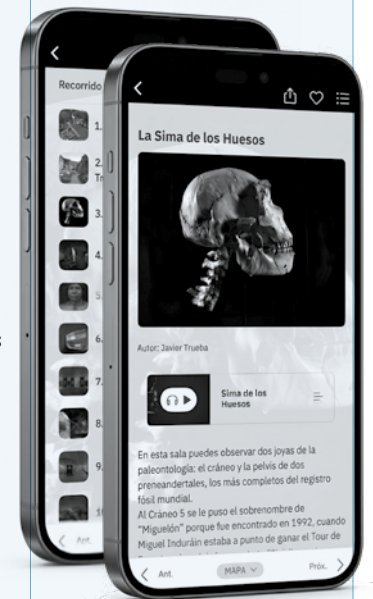 Recorrido
1.
2.
Tr
3.
4.
5.
6.
7.
8.
9.
Ant.
s
La Sima de los Huesos
Autor: Javier Trueba
Sima de los
Huesos
En esta sala puedes observar dos joyas de la
paleontología: el cráneo y la pelvis de dos
preneandertales, los más completos del registro
fósil mundial.
Al Cráneo 5 se le puso el sobrenombre de
"Miguelón" porque fue encontrado en 1992, cuando
Miguel Induráin estaba a punto de ganar el Tour de
Ant.
MAPA
Próx.